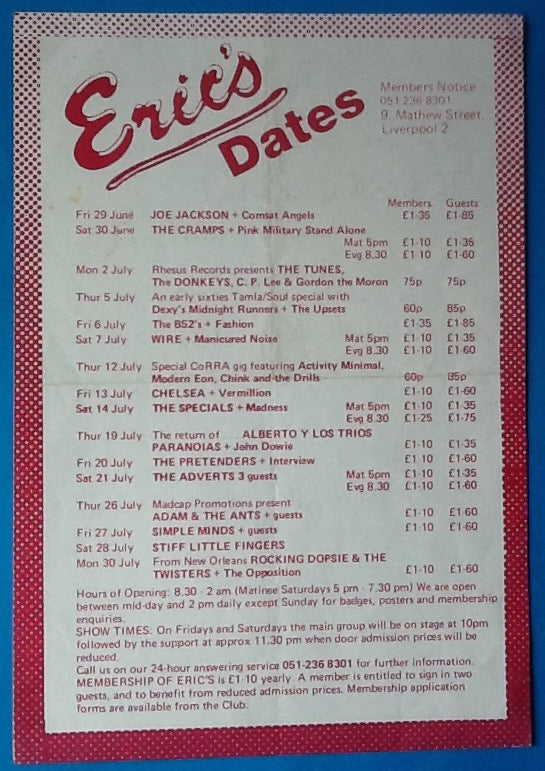 Eric's
Dates
Members Notice
051 236 8301
9 Mathew Street,
Liverpool 2
Members Guests
Fri 29 June JOE JACKSON + Comsat Angels £1·35 £1·85
Sat 30 June THE CRAMPS + Pink Military Stand Alone
Mat 5pm £1·10 £1·35
Evg 8.30 £1·10 £1·60
Mon 2 July Rhesus Records presents THE TUNES,
The DONKEYS, C. P. Lee & Gordon the Moron 75p 75p
Thur 5 July An early sixties Tamla/Soul special with
Dexy's Midnight Runners + The Upsets 60p 85p
Fri 6 July The B52's + Fashion £1·35 £1·85
Sat 7 July WIRE + Manicured Noise Mat 5pm £1·10 £1·35
Evg 8.30 £1·10 £1·60
Thur 12 July Special CoRRA gig featuring Activity Minimal,
Modern Eon, Chink and the Drills 60p 85p
Fri 13 July CHELSEA + Vermillion £1·10 £1·60
Sat 14 July THE SPECIALS + Madness Mat 5pm £1·10 £1·35
Evg 8.30 £1·25 £1·75
Thur 19 July The return of . . . ALBERTO Y LOS TRIOS
PARANOIAS + John Dowie £1·10 £1·35
Fri 20 July THE PRETENDERS + Interview £1·10 £1·60
Sat 21 July THE ADVERTS 3 guests Mat 5pm £1·10 £1·35
Evg 8.30 £1·10 £1·60
Thur 26 July Madcap Promotions present
ADAM & THE ANTS + guests £1·10 £1·60
Fri 27 July SIMPLE MINDS + guests £1·10 £1·60
Sat 28 July STIFF LITTLE FINGERS
Mon 30 July From New Orleans ROCKING DOPSIE & THE
TWISTERS + The Opposition £1·10 £1·60
Hours of Opening: 8.30 - 2 am (Matinee Saturdays 5 pm - 7.30 pm) We are open
between mid-day and 2 pm daily except Sunday for badges, posters and membership
enquiries.
SHOW TIMES: On Fridays and Saturdays the main group will be on stage at 10pm
followed by the support at approx 11.30 pm when door admission prices will be
reduced.
Call us on our 24-hour answering service 051-236 8301 for further information.
MEMBERSHIP OF ERIC'S is £1·10 yearly. A member is entitled to sign in two
guests, and to benefit from reduced admission prices. Membership application
forms are available from the Club.